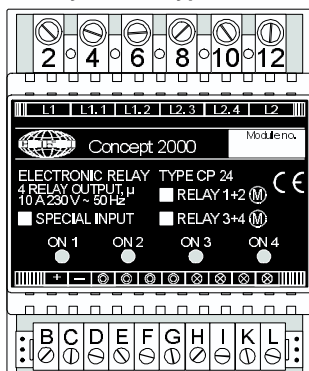 2 4 6 8 10 12
L1 L1.1 L1.2 L2.3 L2.4 L2
Concept 2000
Module no.
ELECTRONIC RELAY TYPE CP 24
4 RELAY OUTPUT, µ
10 A 230 V ~ 50 Hz
RELAY 1+2 M
CE
SPECIAL INPUT
RELAY 3+4 M
ON 1 ON 2 ON 3 ON 4
+ –
B C D E F G H I K L